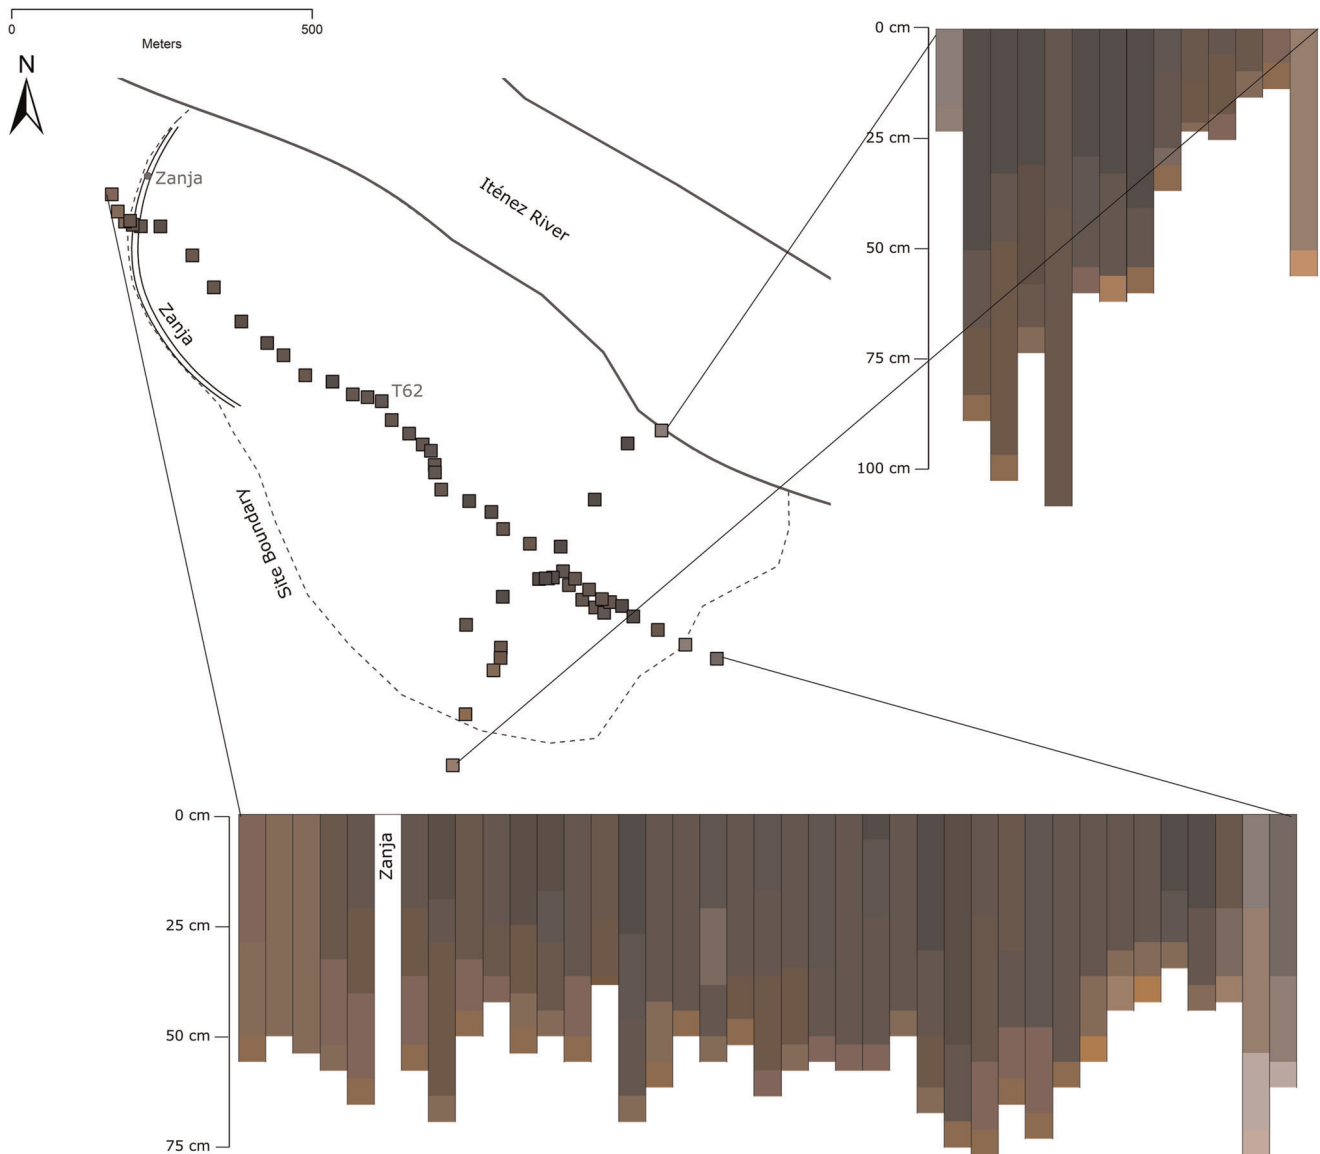 0 500
Meters
N
Zanja
Iténez River
Zanja
T62
Site Boundary
0 cm
25 cm
50 cm
75 cm
100 cm
0 cm
25 cm
50 cm
75 cm
Zanja